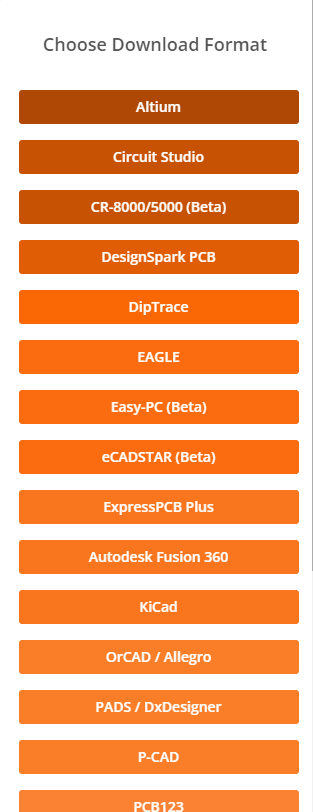 Choose Download Format
Altium
Circuit Studio
CR-8000/5000 (Beta)
DesignSpark PCB
DipTrace
EAGLE
Easy-PC (Beta)
eCADSTAR (Beta)
ExpressPCB Plus
Autodesk Fusion 360
KiCad
OrCAD / Allegro
PADS / DxDesigner
P-CAD
PCB123